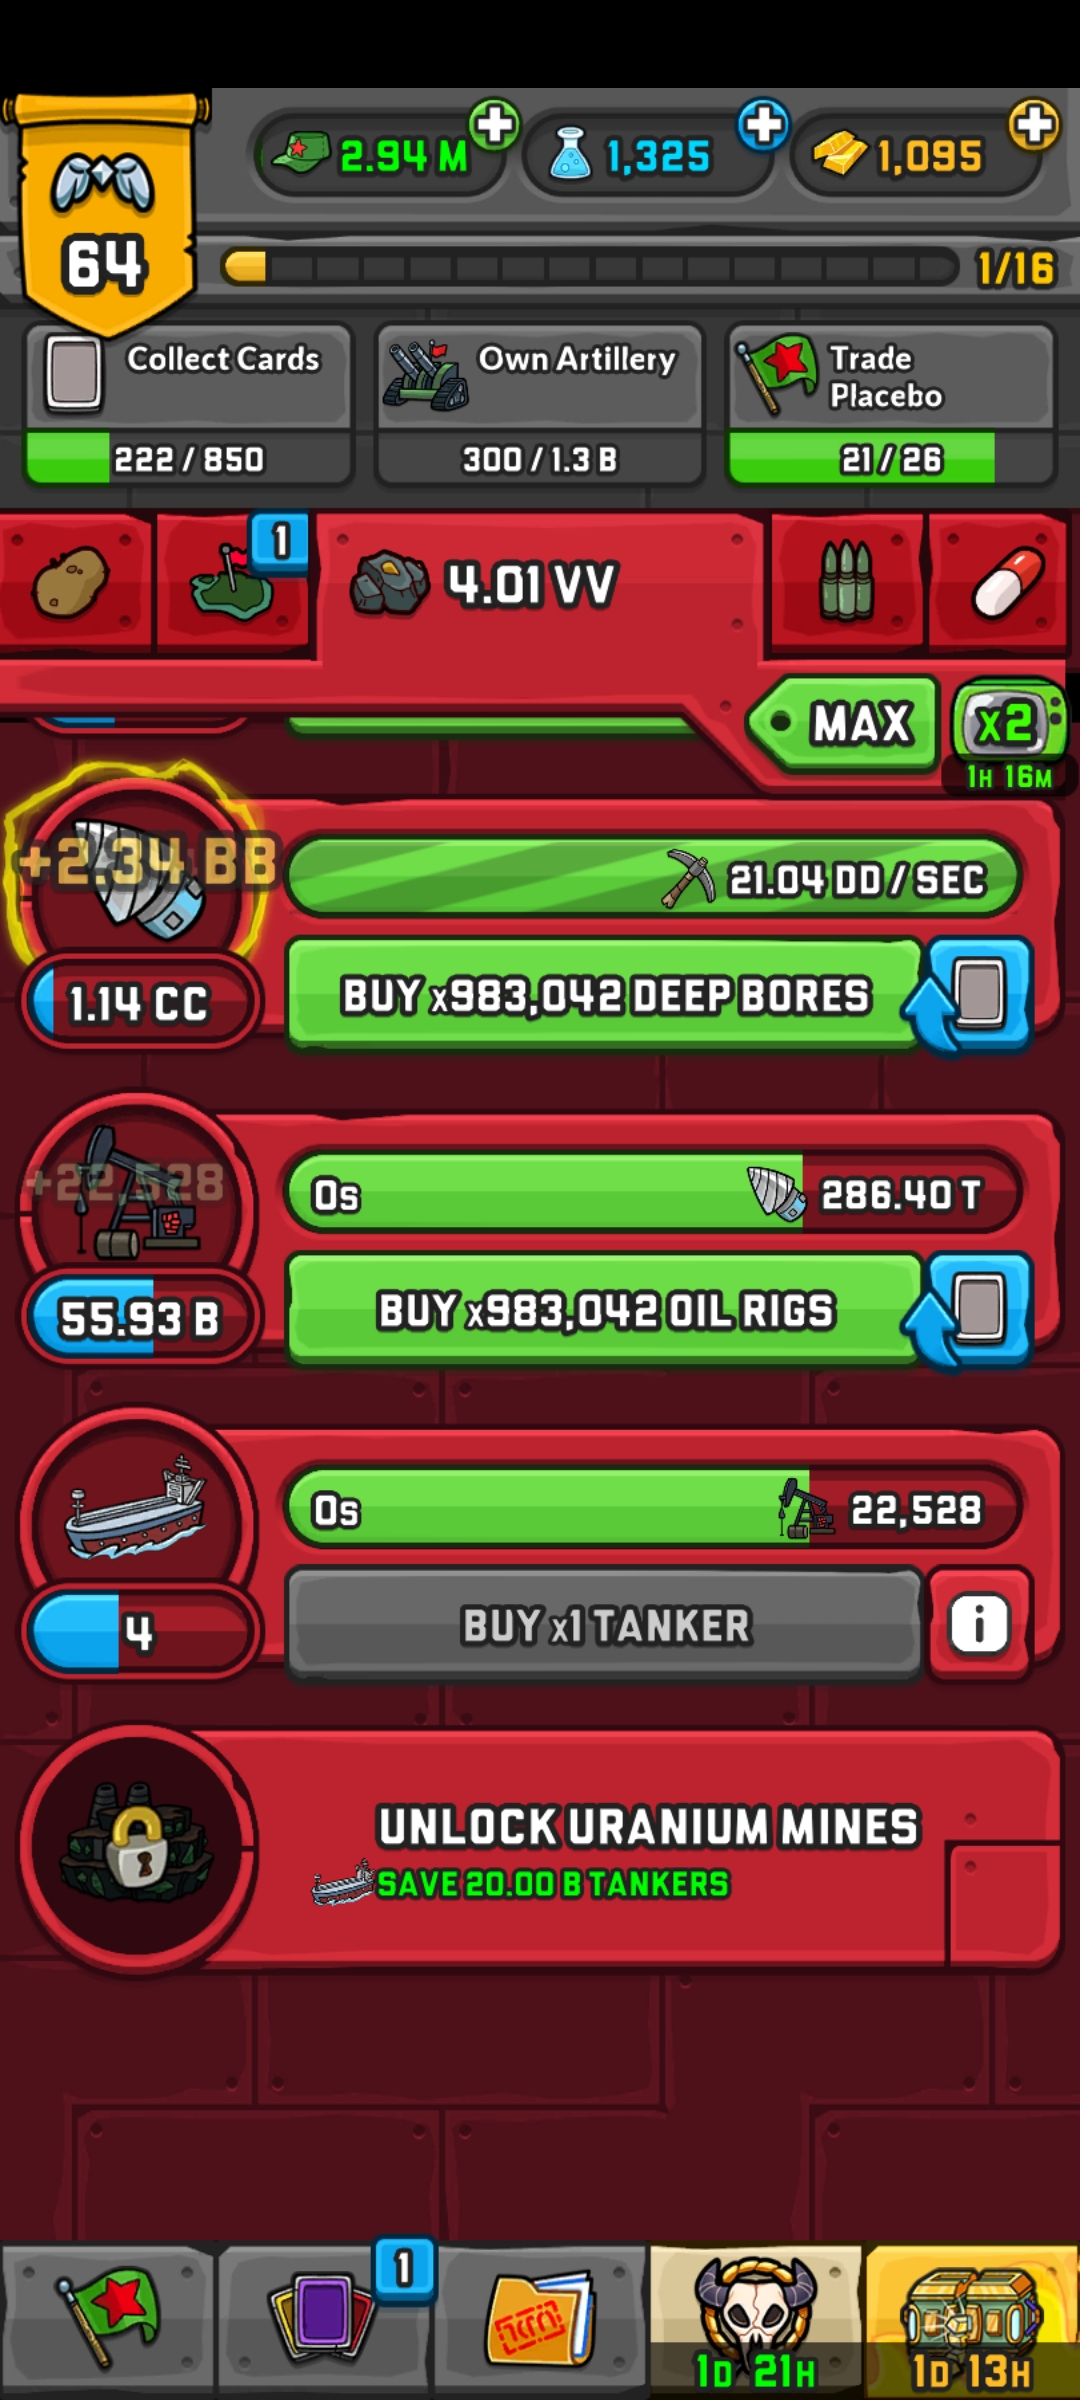 2.94 M
1,325
1,095
64
1/16
Collect Cards
222 / 850
Own Artillery
300 / 1.3 B
Trade
Placebo
21 / 26
1
4.01 VV
MAX
x2
1H 16M
+2.34 BB
21.04 DD / SEC
1.14 CC
BUY x983,042 DEEP BORES
+22,528
0s
286.40 T
55.93 B
BUY x983,042 OIL RIGS
0s
22,528
4
BUY x1 TANKER
i
UNLOCK URANIUM MINES
SAVE 20.00 B TANKERS
1
1D 21H
1D 13H